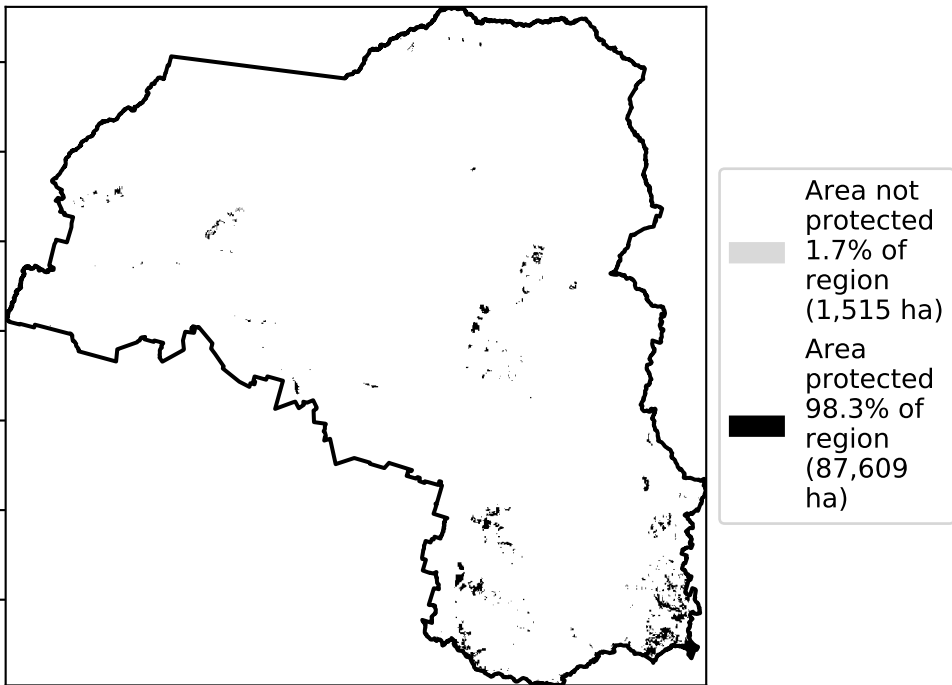 Area not
protected
1.7% of
region
(1,515 ha)
Area
protected
98.3% of
region
(87,609
ha)